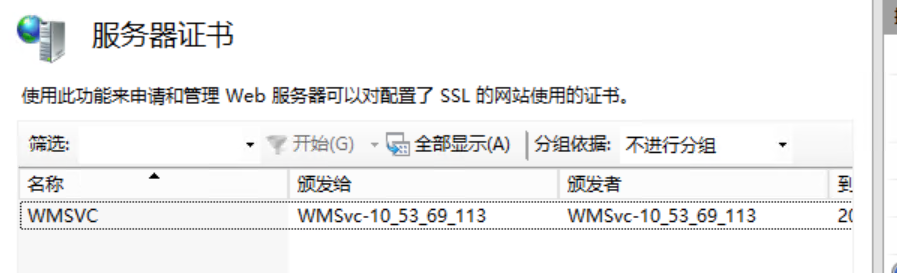 服务器证书
使用此功能来申请和管理 Web 服务器可以对配置了 SSL 的网站使用的证书。
筛选: 开始(G) 全部显示(A) 分组依据: 不进行分组
名称 颁发给 颁发者 到
WMSVC WMSvc-10_53_69_113 WMSvc-10_53_69_113 20